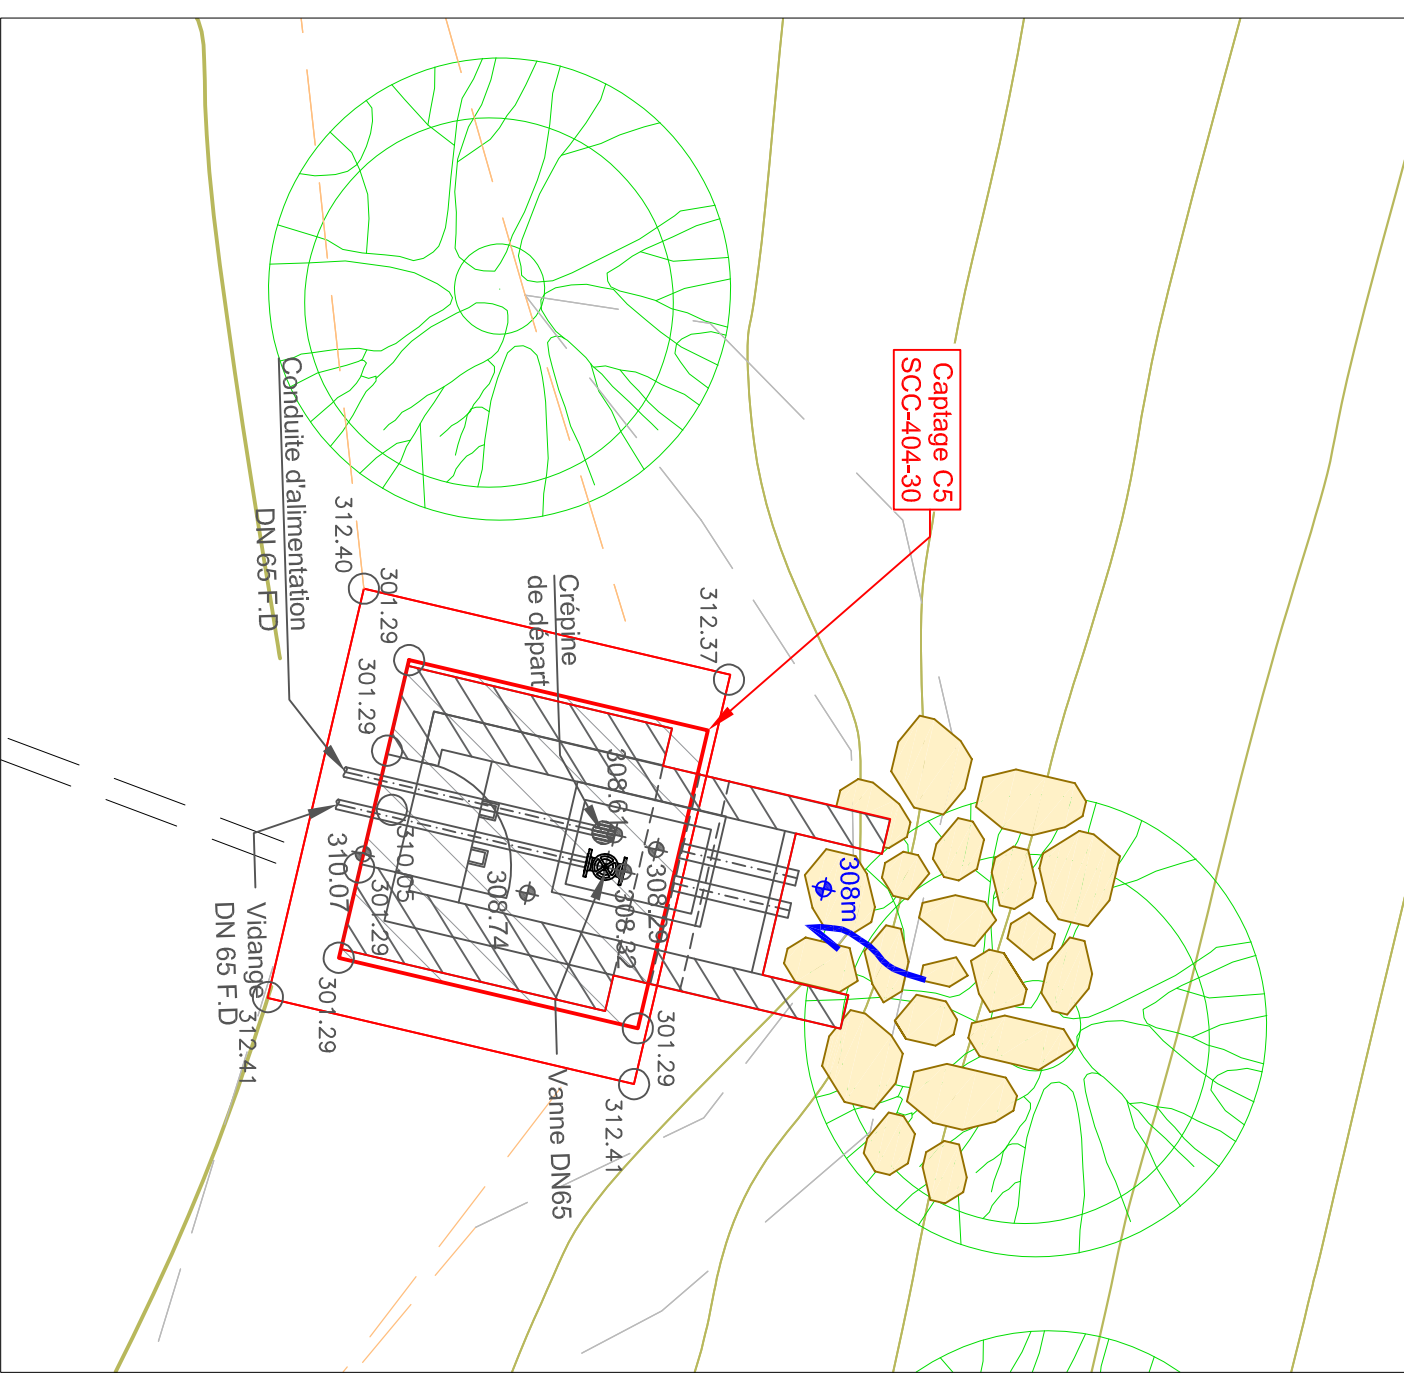 Captage C5
SCC-404-30
308m
312.37
Crépine
de départ
312.40
301.29
301.29
Conduite d'alimentation
DN 65 F.D
308.61
308.29
308.32
308.74
310.05
301.29
310.07
301.29
Vidange
DN 65 F.D
312.41
301.29
312.41
Vanne DN65